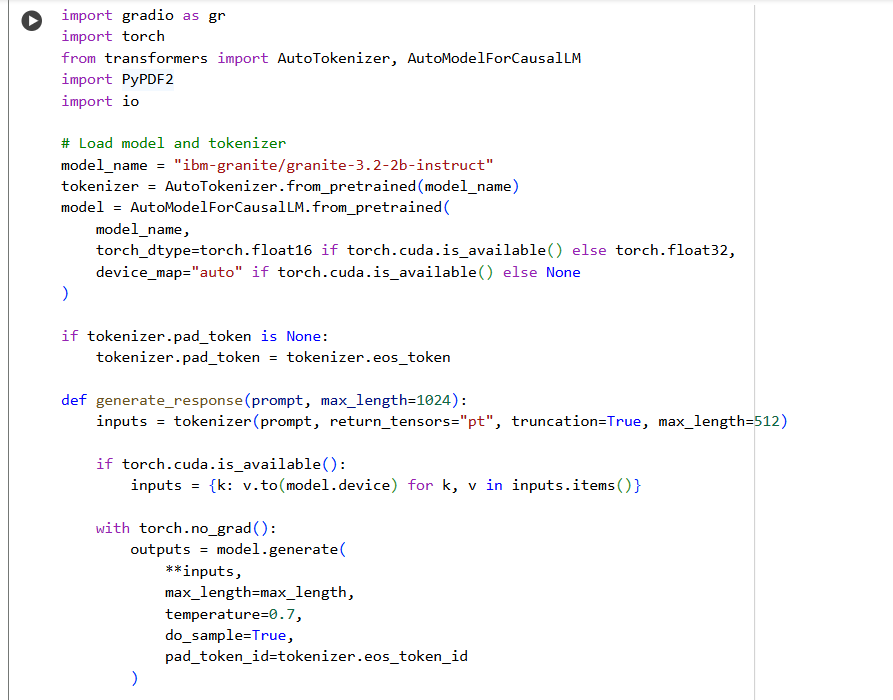 import gradio as gr
import torch
from transformers import AutoTokenizer, AutoModelForCausalLM
import PyPDF2
import io

# Load model and tokenizer
model_name = "ibm-granite/granite-3.2-2b-instruct"
tokenizer = AutoTokenizer.from_pretrained(model_name)
model = AutoModelForCausalLM.from_pretrained(
    model_name,
    torch_dtype=torch.float16 if torch.cuda.is_available() else torch.float32,
    device_map="auto" if torch.cuda.is_available() else None
)

if tokenizer.pad_token is None:
    tokenizer.pad_token = tokenizer.eos_token

def generate_response(prompt, max_length=1024):
    inputs = tokenizer(prompt, return_tensors="pt", truncation=True, max_length=512)

    if torch.cuda.is_available():
        inputs = {k: v.to(model.device) for k, v in inputs.items()}

    with torch.no_grad():
        outputs = model.generate(
            **inputs,
            max_length=max_length,
            temperature=0.7,
            do_sample=True,
            pad_token_id=tokenizer.eos_token_id
        )